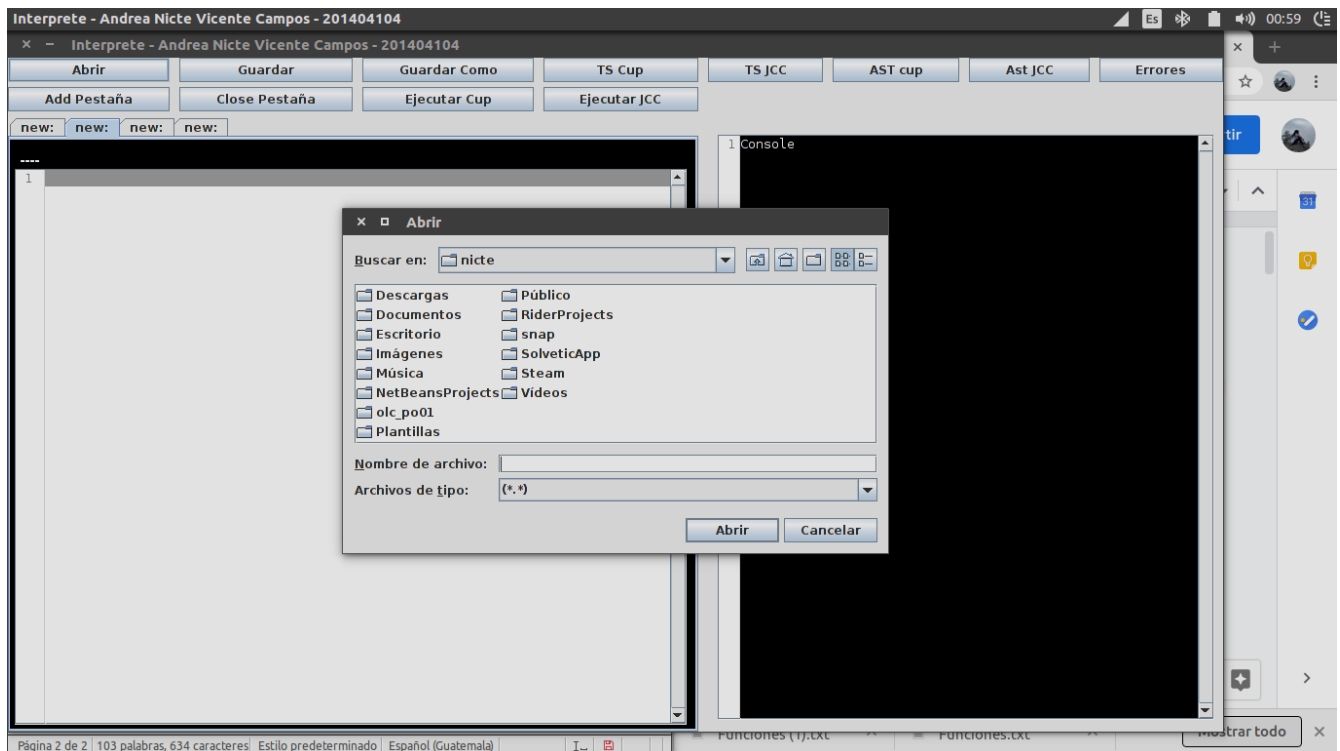 Interprete - Andrea Nicte Vicente Campos - 201404104
Es
00:59
Interprete - Andrea Nicte Vicente Campos - 201404104
Abrir Guardar Guardar Como TS Cup TS JCC AST cup Ast JCC Errores
Add Pestaña Close Pestaña Ejecutar Cup Ejecutar JCC
new: new: new: new:
tir
----
1
1 Console
31
Abrir
Buscar en: nicte
Descargas Público
Documentos RiderProjects
Escritorio snap
Imágenes SolveticApp
Música Steam
NetBeansProjects Vídeos
olc_po01
Plantillas
Nombre de archivo:
Archivos de tipo: (*.*)
Abrir Cancelar
Funciones (1).txt Funciones.txt Mostrar todo
Página 2 de 2 103 palabras, 634 caracteres Estilo predeterminado Español (Guatemala)